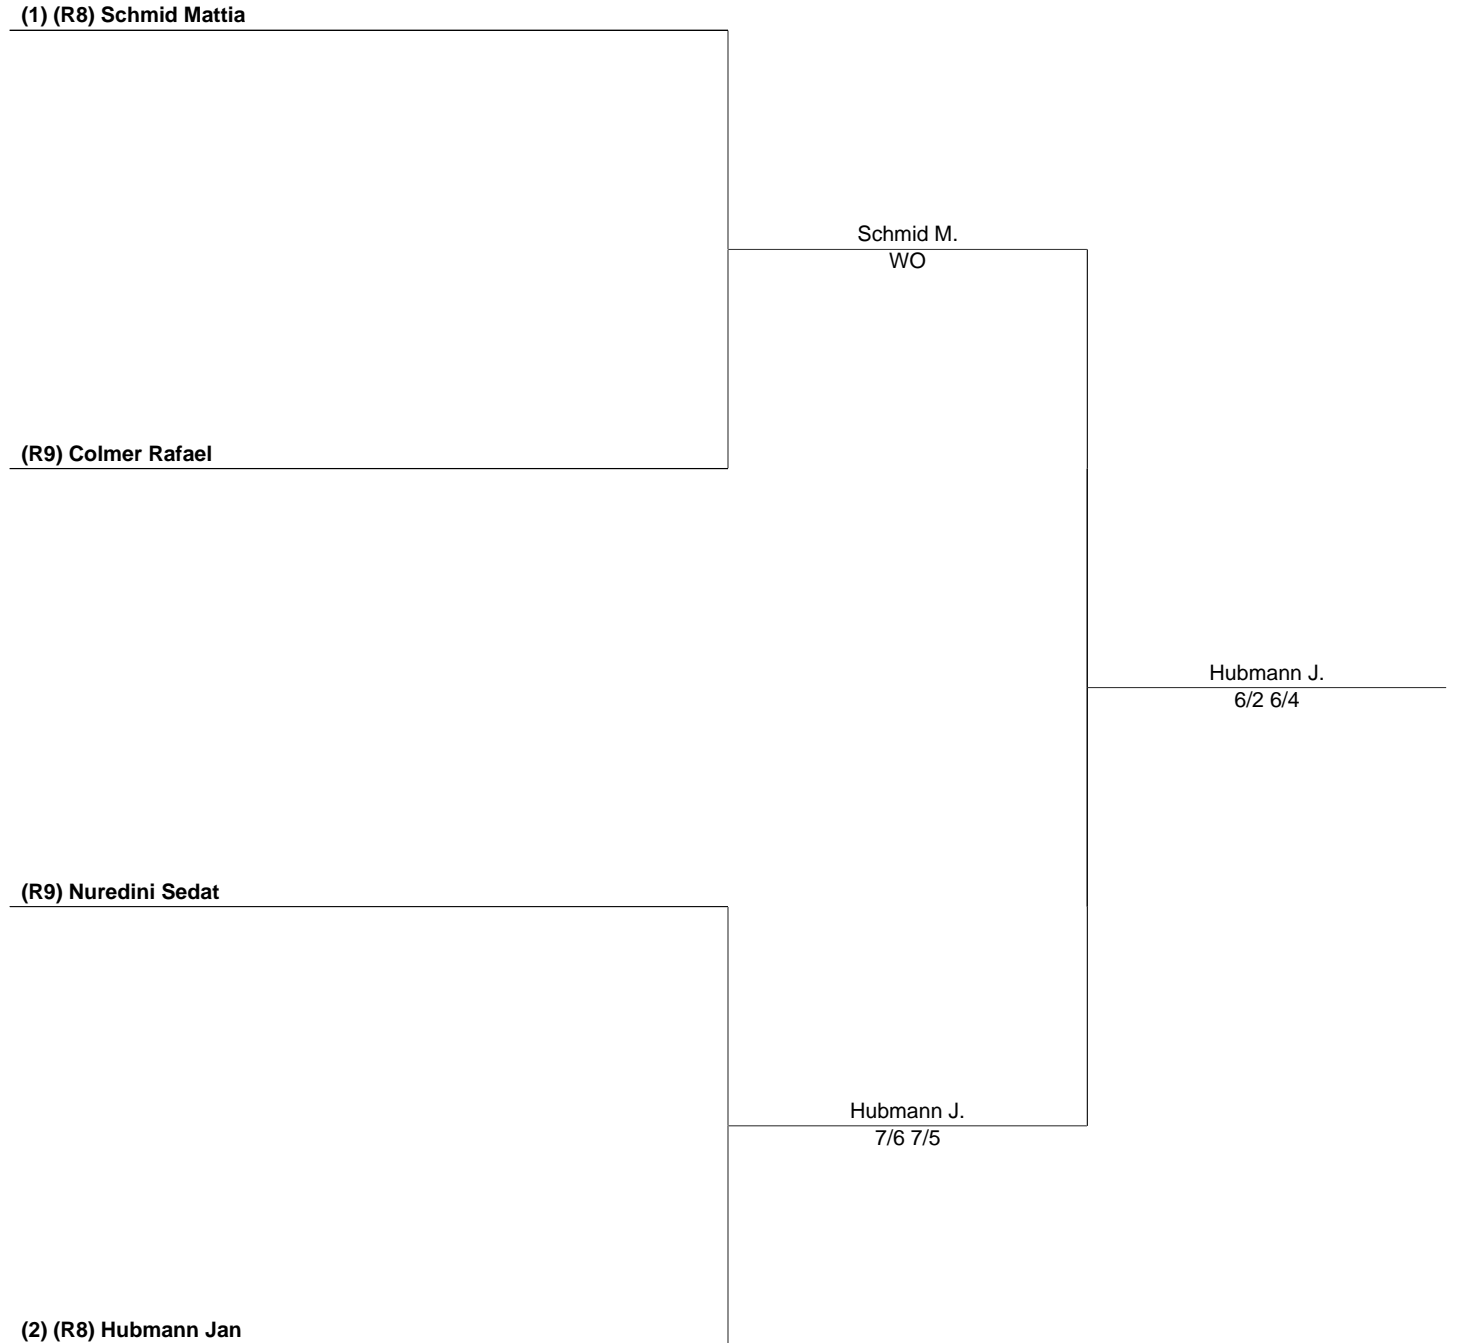 (1) (R8) Schmid Mattia
Schmid M.
WO
(R9) Colmer Rafael
Hubmann J.
6/2 6/4
(R9) Nuredini Sedat
Hubmann J.
7/6 7/5
(2) (R8) Hubmann Jan